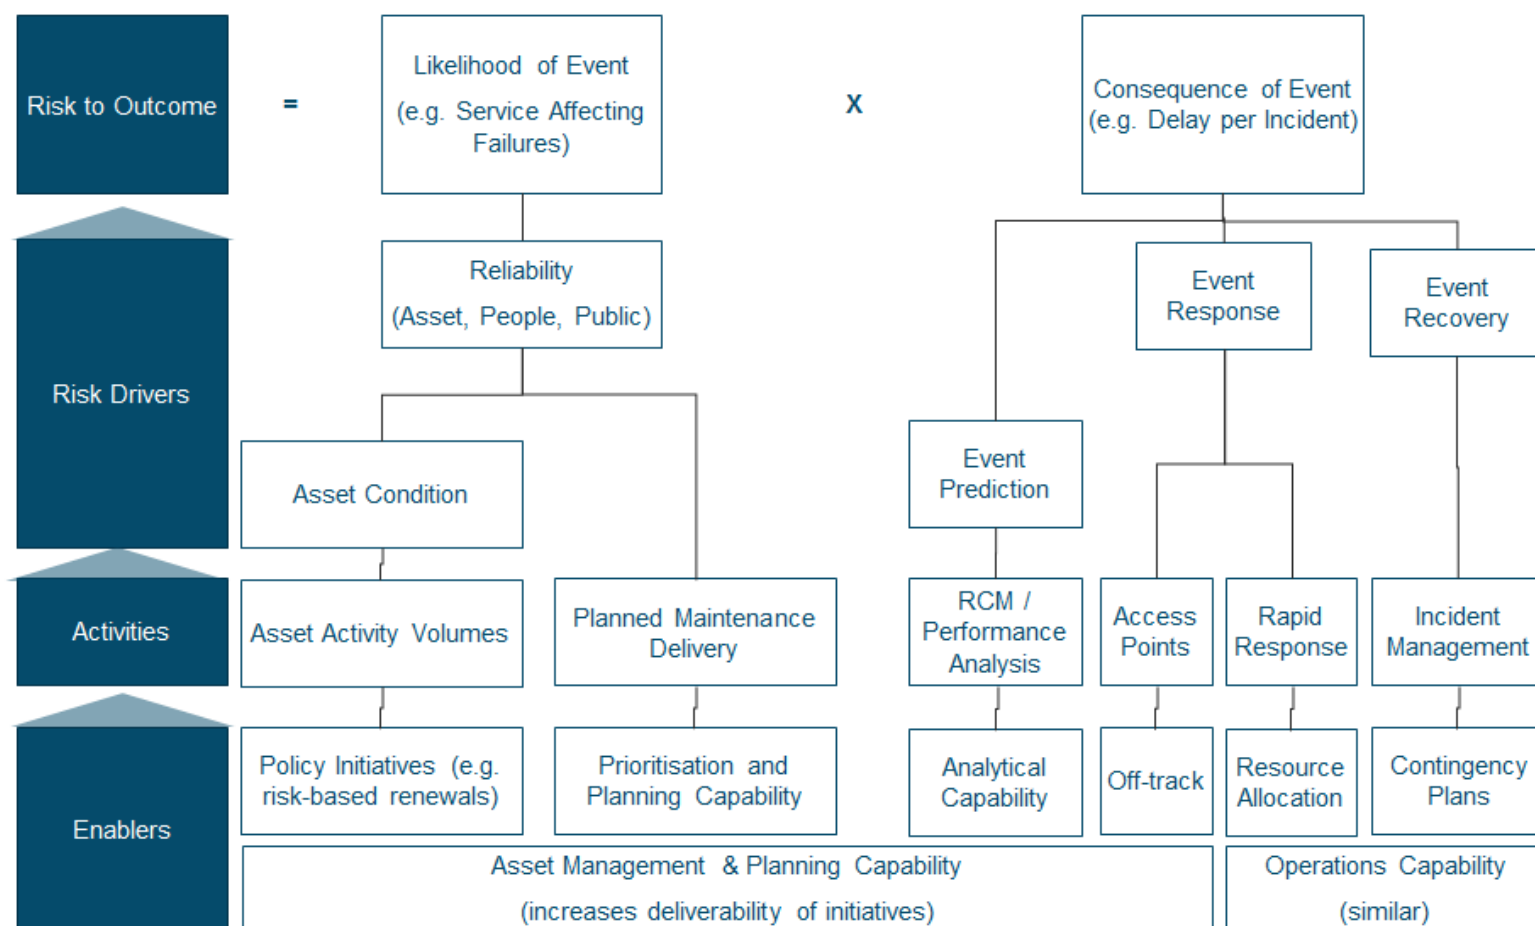 Risk to Outcome
=
Likelihood of Event
(e.g. Service Affecting
Failures)
X
Consequence of Event
(e.g. Delay per Incident)
Risk Drivers
Reliability
(Asset, People, Public)
Event
Response
Event
Recovery
Asset Condition
Event
Prediction
Activities
Asset Activity Volumes
Planned Maintenance
Delivery
RCM /
Performance
Analysis
Access
Points
Rapid
Response
Incident
Management
Enablers
Policy Initiatives (e.g.
risk-based renewals)
Prioritisation and
Planning Capability
Analytical
Capability
Off-track
Resource
Allocation
Contingency
Plans
Asset Management & Planning Capability
(increases deliverability of initiatives)
Operations Capability
(similar)